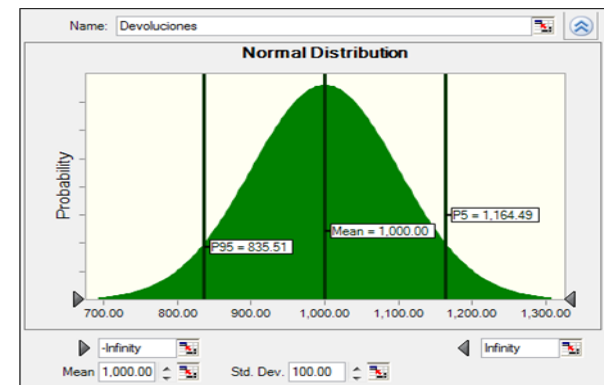 Name: Devoluciones
Normal Distribution
Probability
P5 = 1,164.49
Mean = 1,000.00
P95 = 835.51
700.00 800.00 900.00 1,000.00 1,100.00 1,200.00 1,300.00
-Infinity Infinity
Mean 1,000.00 Std. Dev. 100.00